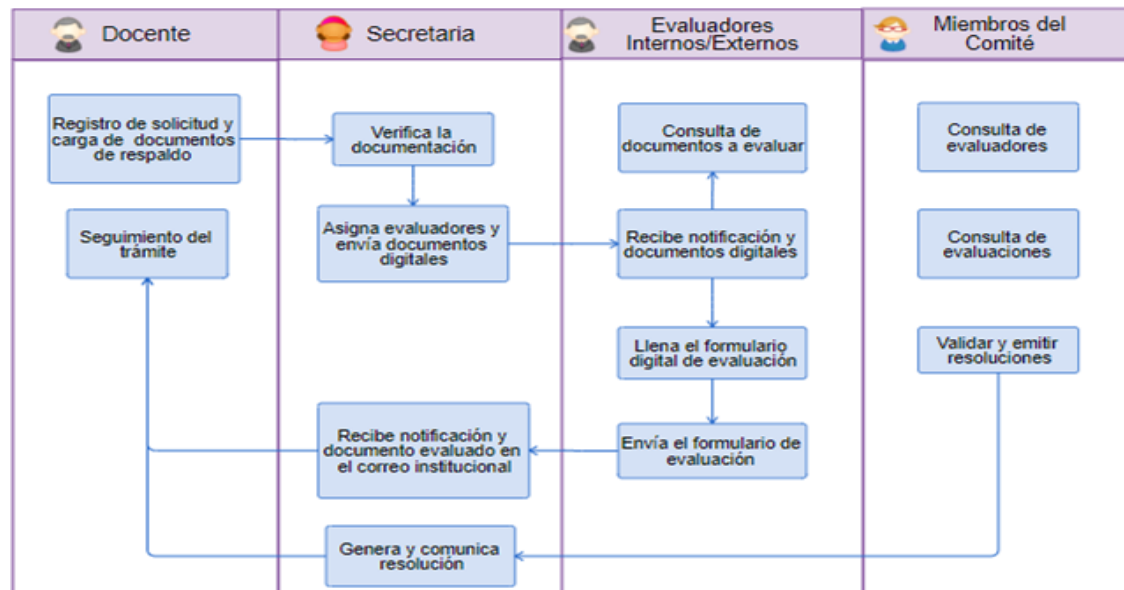 Docente
Secretaria
Evaluadores
Internos/Externos
Miembros del
Comité
Registro de solicitud y
carga de documentos
de respaldo
Verifica la
documentación
Consulta de
documentos a evaluar
Consulta de
evaluadores
Seguimiento del
trámite
Asigna evaluadores y
envía documentos
digitales
Recibe notificación y
documentos digitales
Consulta de
evaluaciones
Llena el formulario
digital de evaluación
Validar y emitir
resoluciones
Recibe notificación y
documento evaluado en
el correo institucional
Envía el formulario de
evaluación
Genera y comunica
resolución